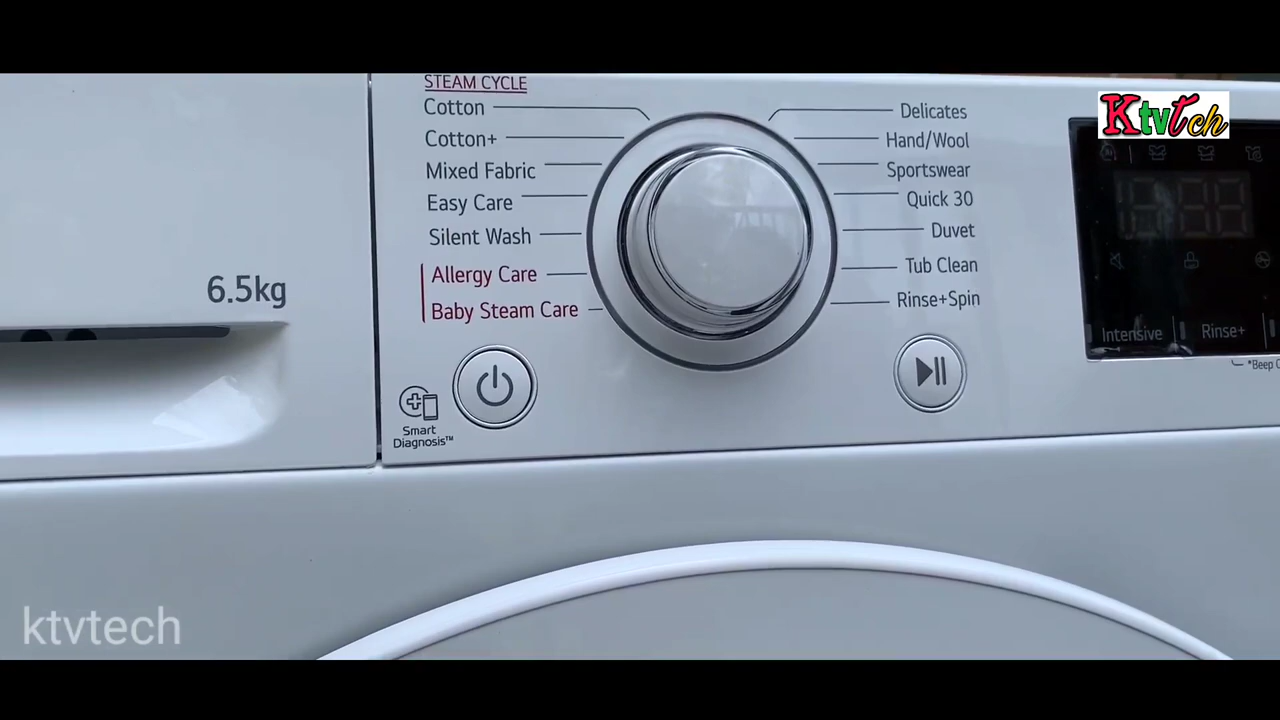 STEAM CYCLE
Cotton
Cotton+
Mixed Fabric
Easy Care
Silent Wash
Allergy Care
Baby Steam Care
Delicates
Hand/Wool
Sportswear
Quick 30
Duvet
Tub Clean
Rinse+Spin
6.5kg
Smart
Diagnosis™
Intensive
Rinse+
*Beep
KtvTch
ktvtech